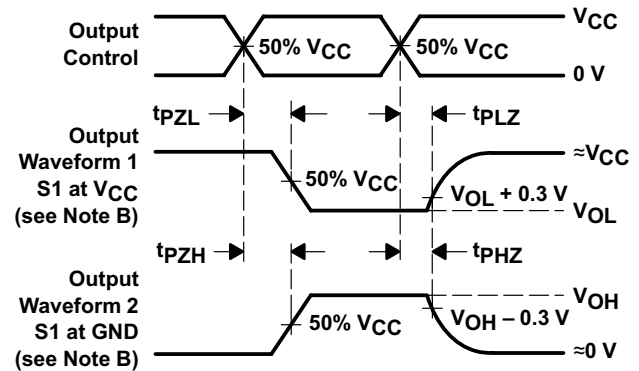 Output
Control
50% VCC
50% VCC
VCC
0 V
tPZL
tPLZ
Output
Waveform 1
S1 at VCC
(see Note B)
50% VCC
≈VCC
VOL + 0.3 V
VOL
tPZH
tPHZ
Output
Waveform 2
S1 at GND
(see Note B)
50% VCC
VOH
VOH – 0.3 V
≈0 V